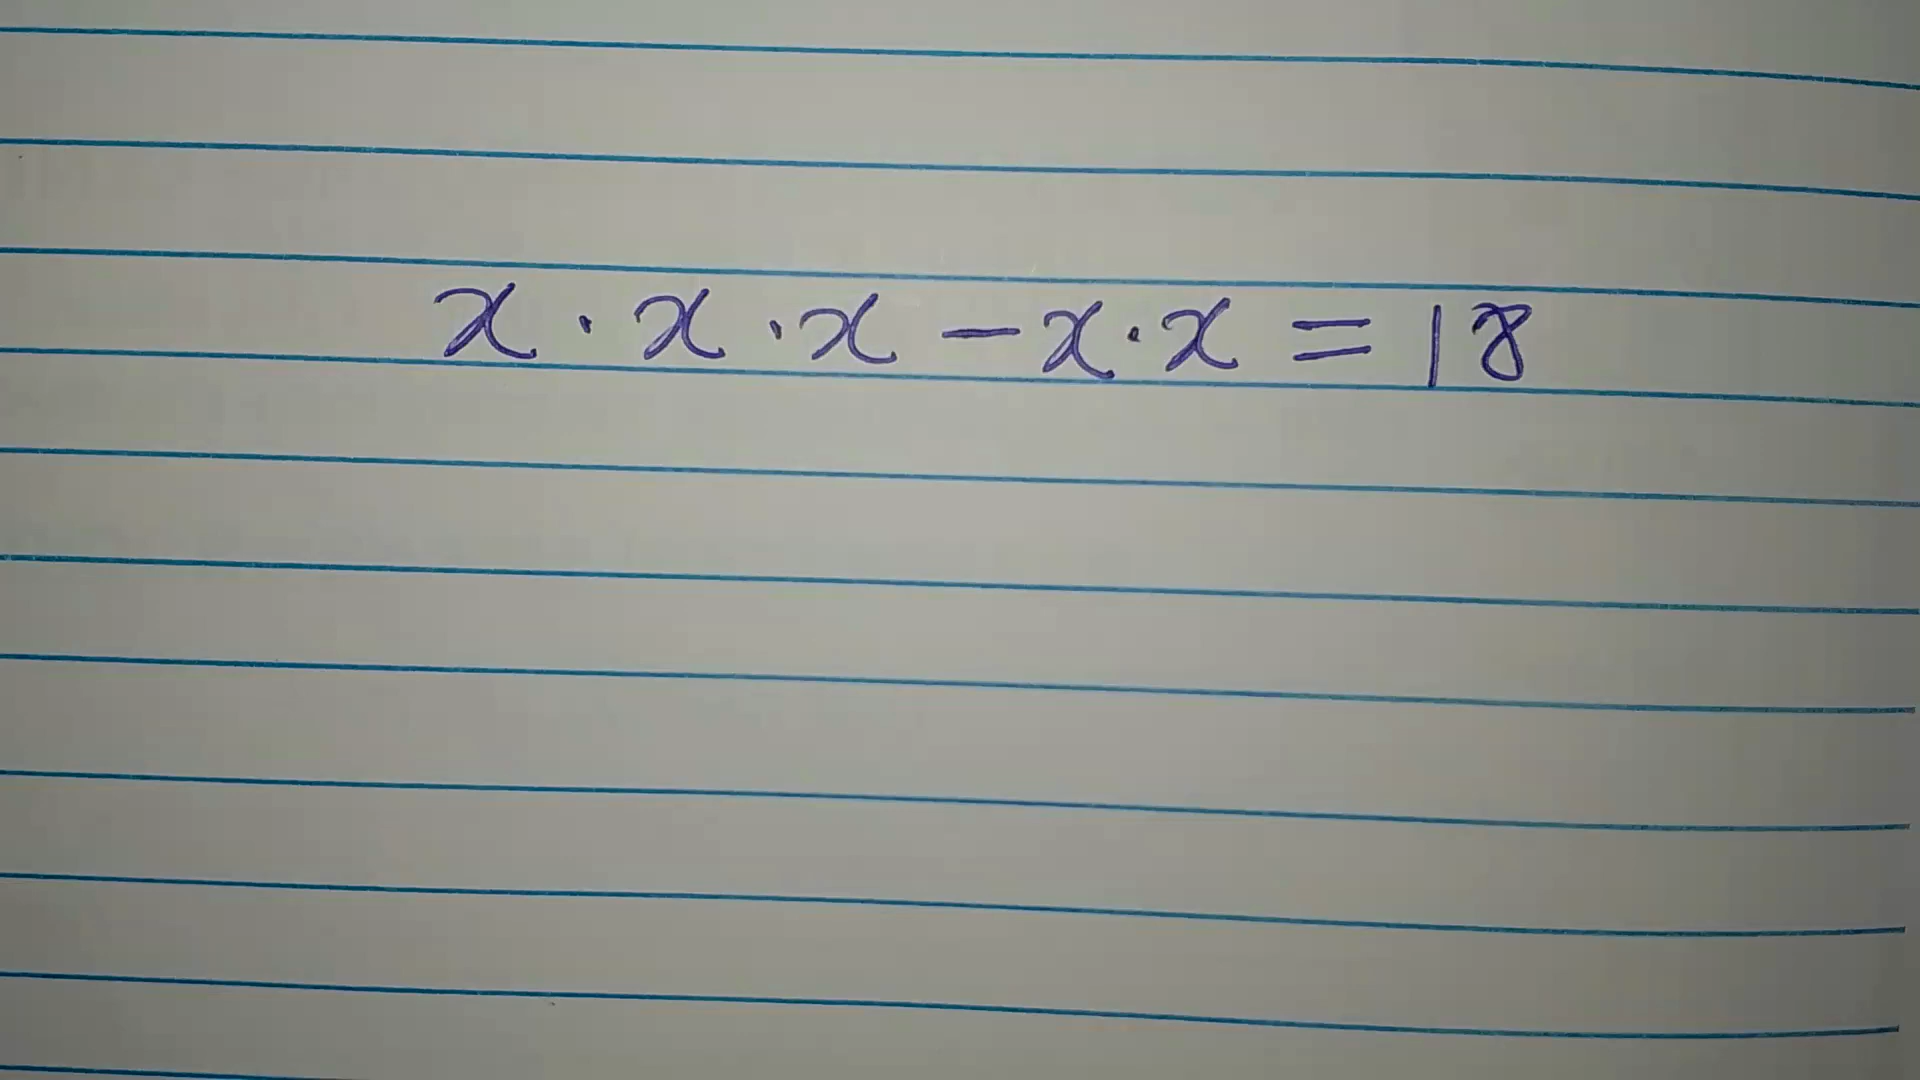 x · x · x − x · x = 18